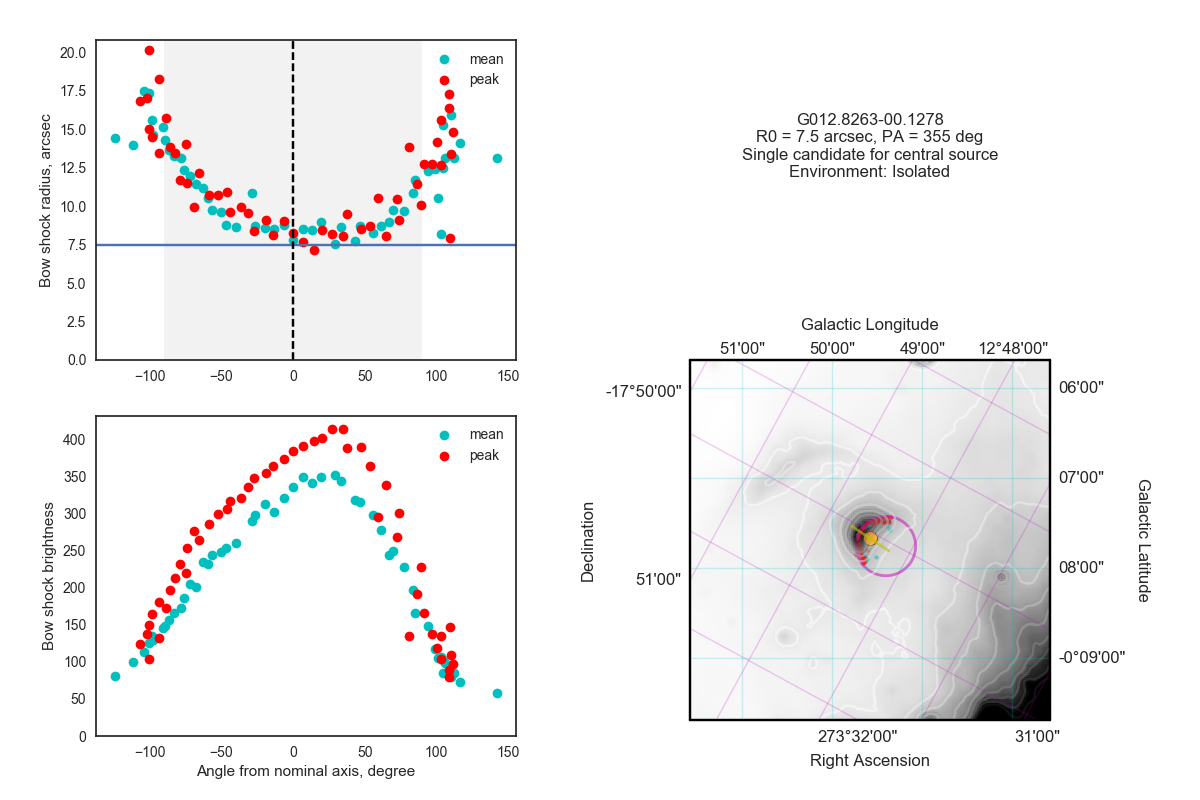 20.0
17.5
15.0
12.5
10.0
7.5
5.0
2.5
0.0
Bow shock radius, arcsec
mean
peak
−100 −50 0 50 100 150
400
350
300
250
200
150
100
50
0
Bow shock brightness
mean
peak
−100 −50 0 50 100 150
Angle from nominal axis, degree
G012.8263-00.1278
R0 = 7.5 arcsec, PA = 355 deg
Single candidate for central source
Environment: Isolated
Galactic Longitude
51'00" 50'00" 49'00" 12°48'00"
-17°50'00"
51'00"
Declination
06'00"
07'00"
08'00"
-0°09'00"
Galactic Latitude
273°32'00" 31'00"
Right Ascension